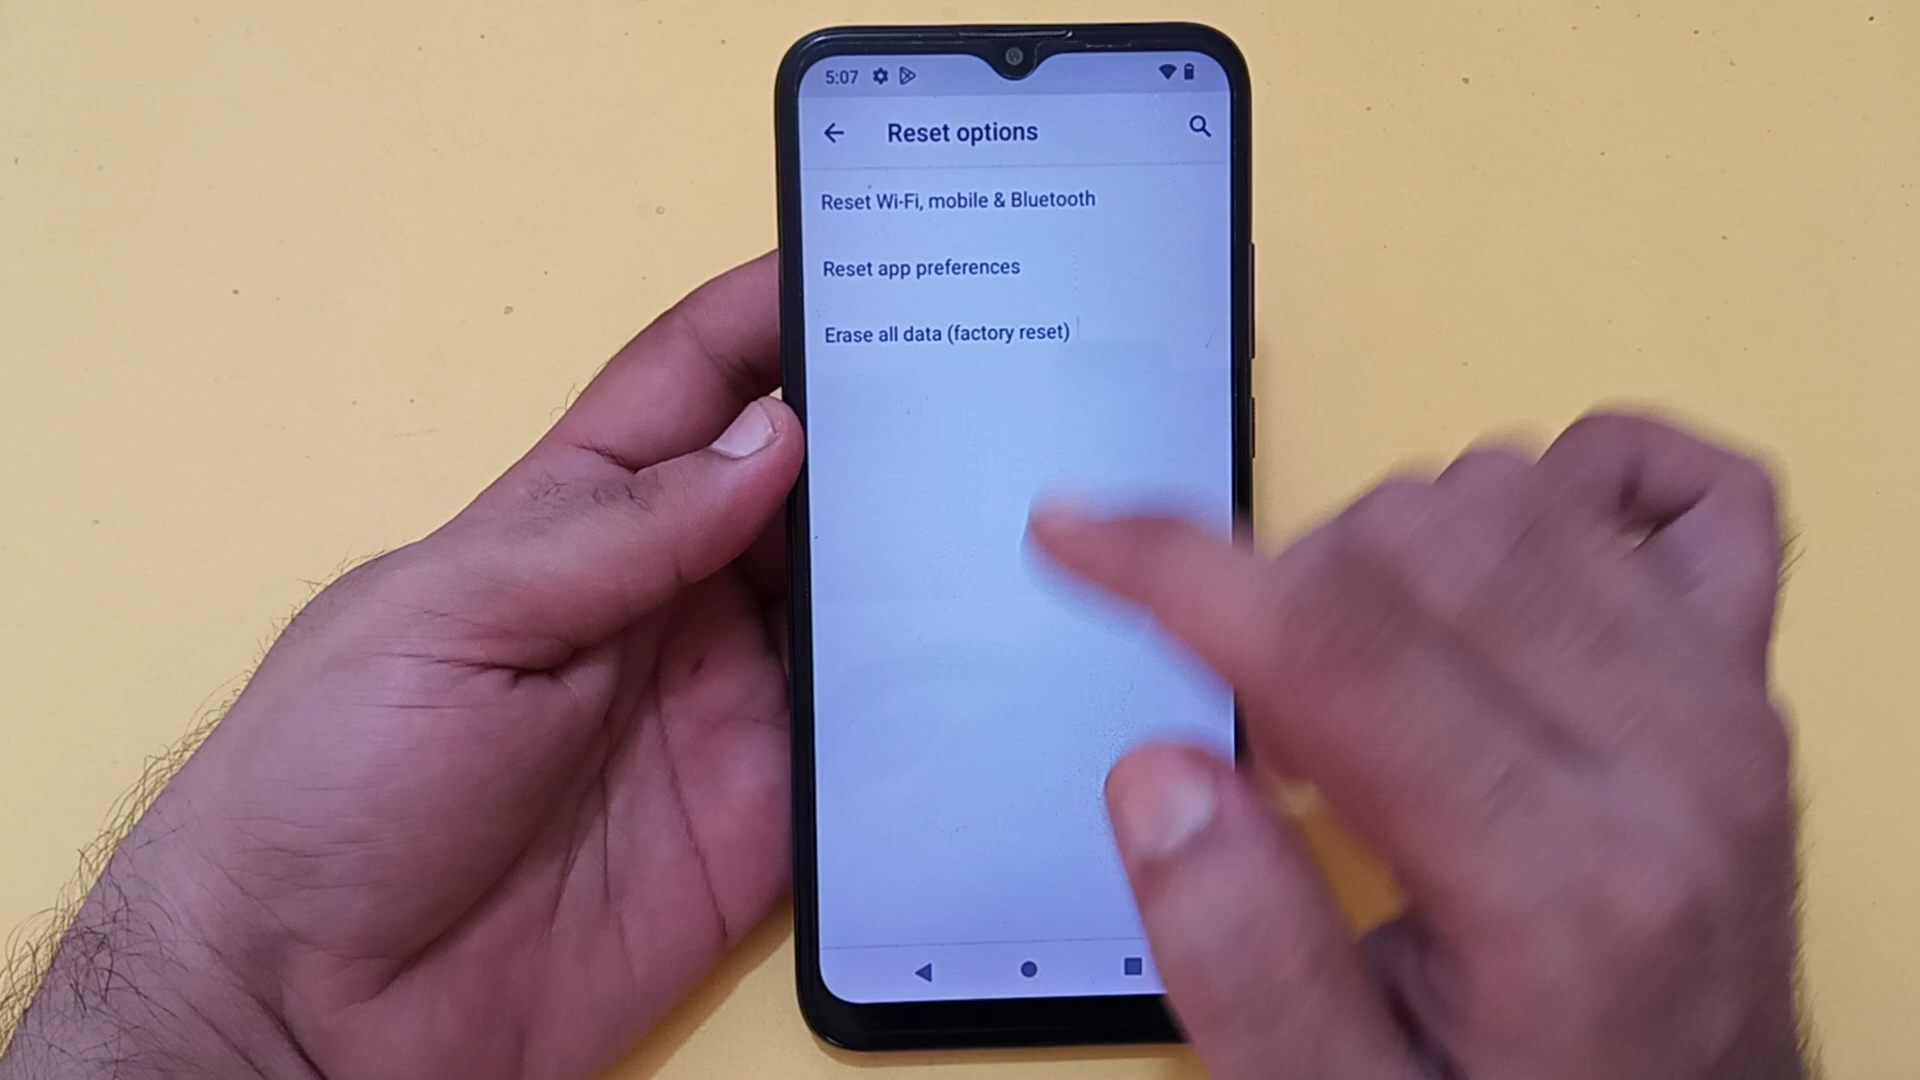 5:07
Reset options
Reset Wi-Fi, mobile & Bluetooth
Reset app preferences
Erase all data (factory reset)